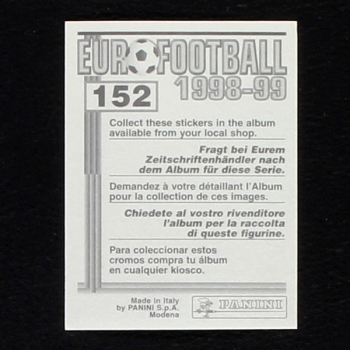 EUROFOOTBALL
152
1998-99
Collect these stickers in the album
available from your local shop.
Fragt bei Eurem
Zeitschriftenhändler nach
dem Album für diese Serie.
Demandez à votre détaillant l'Album
pour la collection de ces images.
Chiedete al vostro rivenditore
l'album per la raccolta
di queste figurine.
Para coleccionar estos
cromos compra tu álbum
en cualquier kiosco.
Made in Italy
by PANINI S.p.A.
Modena
PANINI